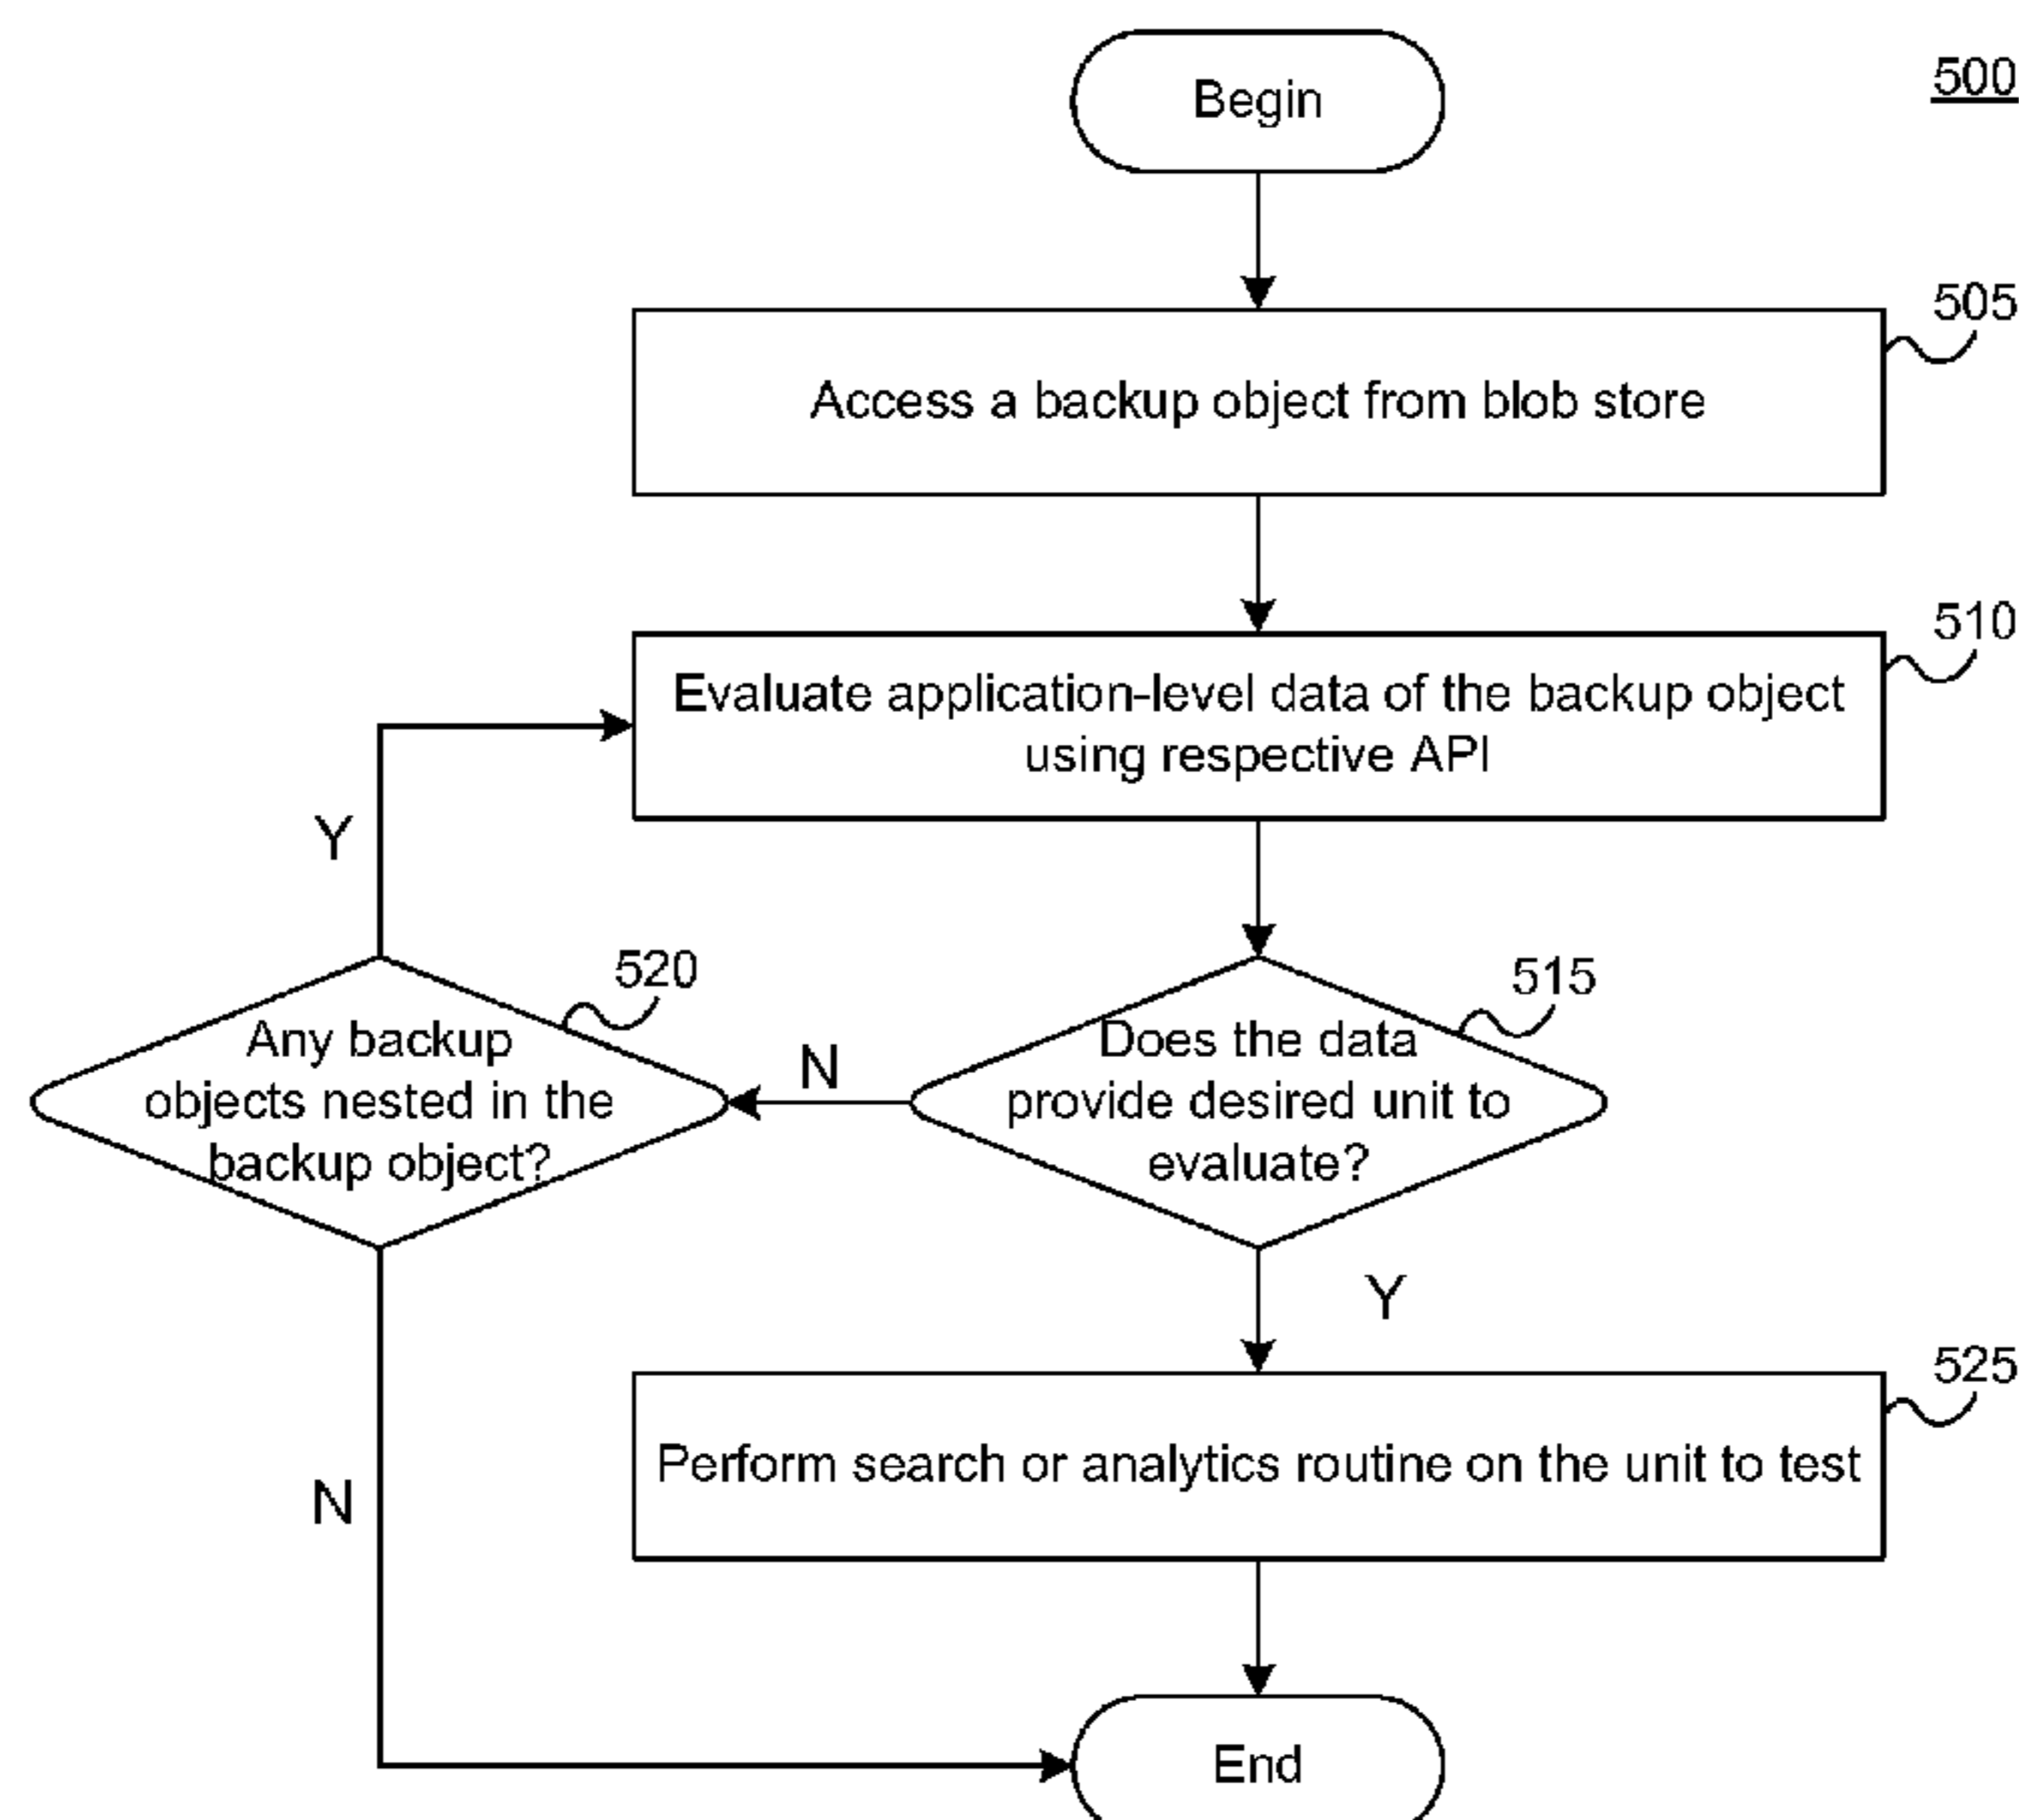 Begin
500
505
Access a backup object from blob store
510
Evaluate application-level data of the backup object
using respective API
Y
520
515
Any backup
objects nested in the
backup object?
N
Does the data
provide desired unit to
evaluate?
Y
525
Perform search or analytics routine on the unit to test
N
End